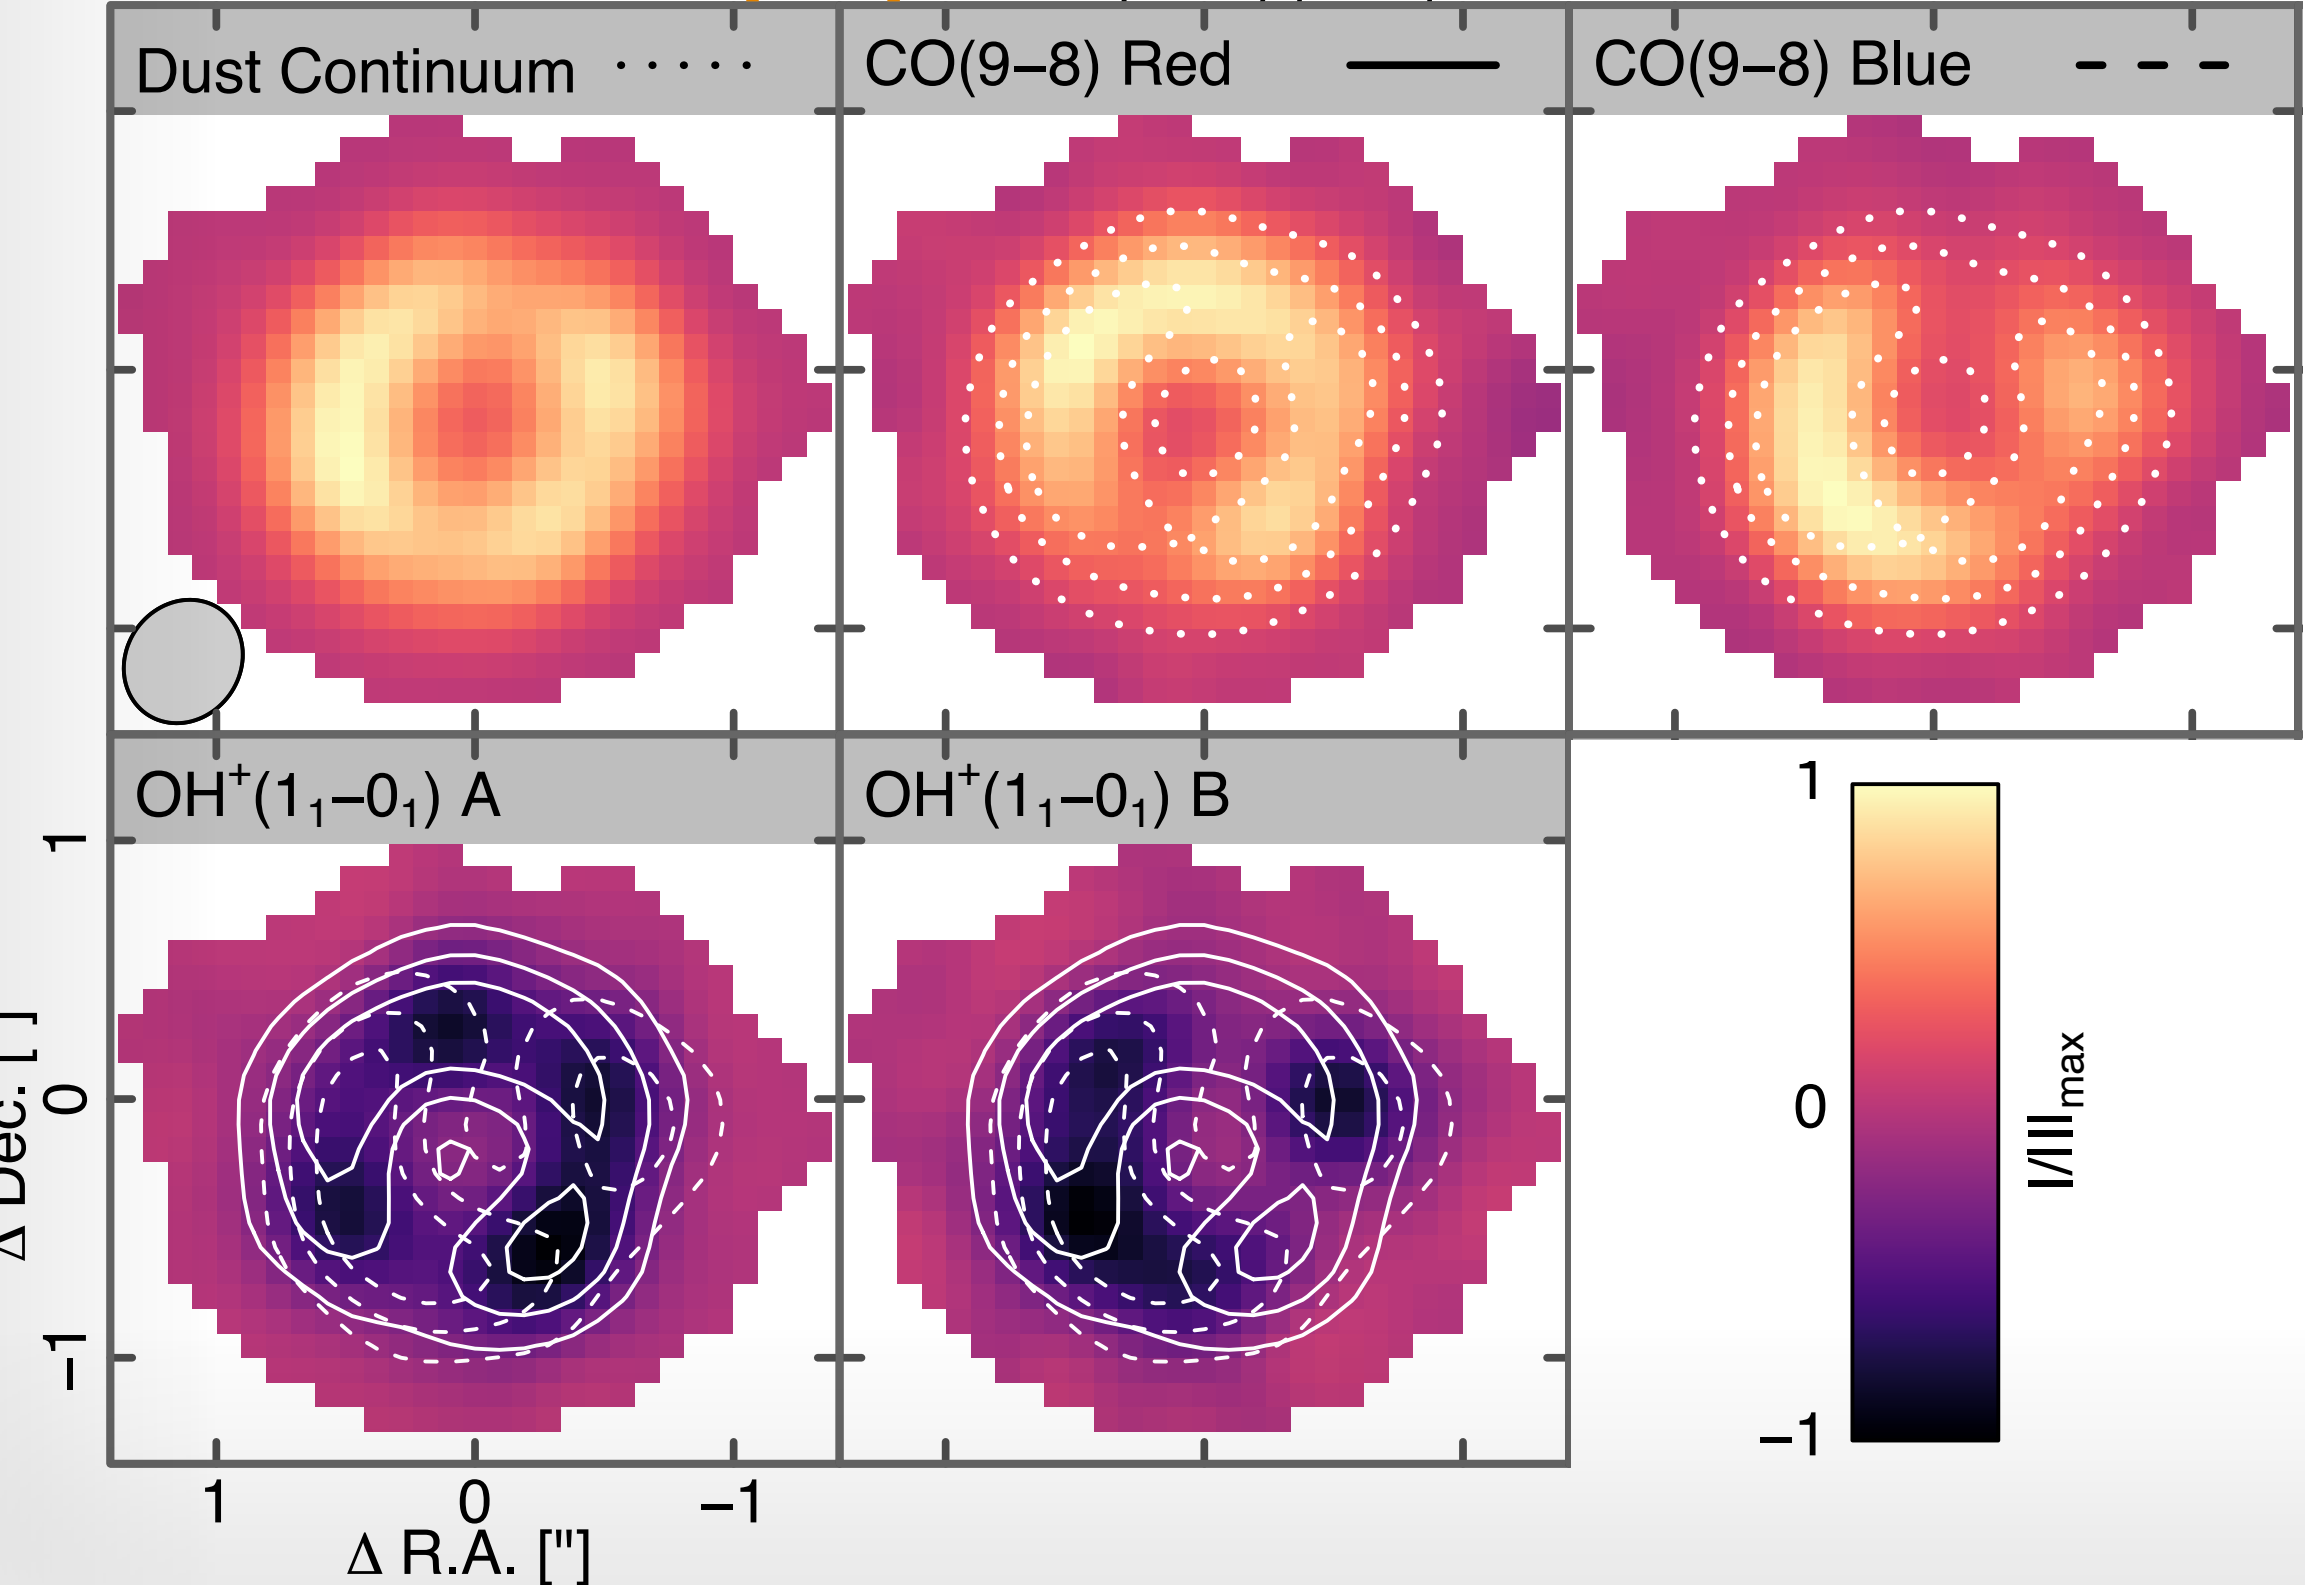 Dust Continuum
CO(9−8) Red
CO(9−8) Blue
OH⁺(1₁−0₁) A
OH⁺(1₁−0₁) B
1
0
−1
Δ Dec. [ ]
1
0
−1
Δ R.A. ["]
1
0
−1
I/|I|max